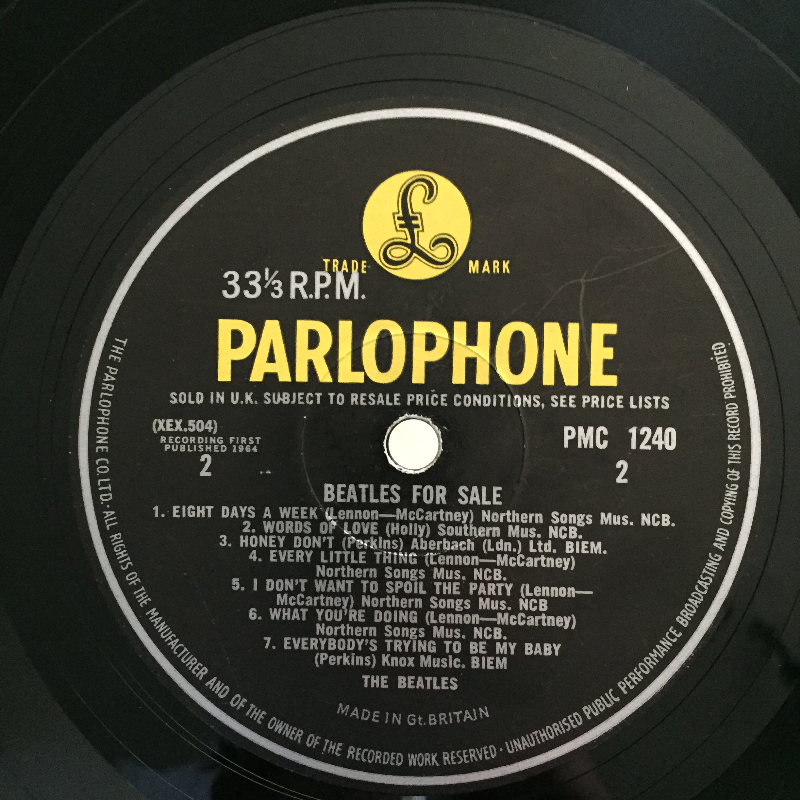 £
TRADE MARK
33⅓ R.P.M.
PARLOPHONE
SOLD IN U.K. SUBJECT TO RESALE PRICE CONDITIONS, SEE PRICE LISTS
(XEX.504)
RECORDING FIRST
PUBLISHED 1964
2
PMC 1240
2
BEATLES FOR SALE
1. EIGHT DAYS A WEEK (Lennon—McCartney) Northern Songs Mus. NCB.
2. WORDS OF LOVE (Holly) Southern Mus. NCB.
3. HONEY DON'T (Perkins) Aberbach (Ldn.) Ltd. BIEM.
4. EVERY LITTLE THING (Lennon—McCartney)
Northern Songs Mus. NCB.
5. I DON'T WANT TO SPOIL THE PARTY (Lennon—
McCartney) Northern Songs Mus. NCB
6. WHAT YOU'RE DOING (Lennon—McCartney)
Northern Songs Mus. NCB.
7. EVERYBODY'S TRYING TO BE MY BABY
(Perkins) Knox Music. BIEM
THE BEATLES
MADE IN Gt. BRITAIN
THE PARLOPHONE CO. LTD. · ALL RIGHTS OF THE MANUFACTURER AND OF THE OWNER OF THE RECORDED WORK RESERVED · UNAUTHORISED PUBLIC PERFORMANCE BROADCASTING AND COPYING OF THIS RECORD PROHIBITED